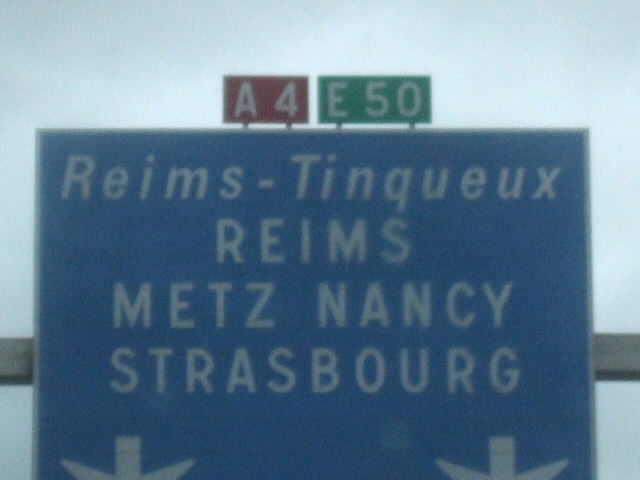 A 4 E 50
Reims-Tinqueux
REIMS
METZ NANCY
STRASBOURG